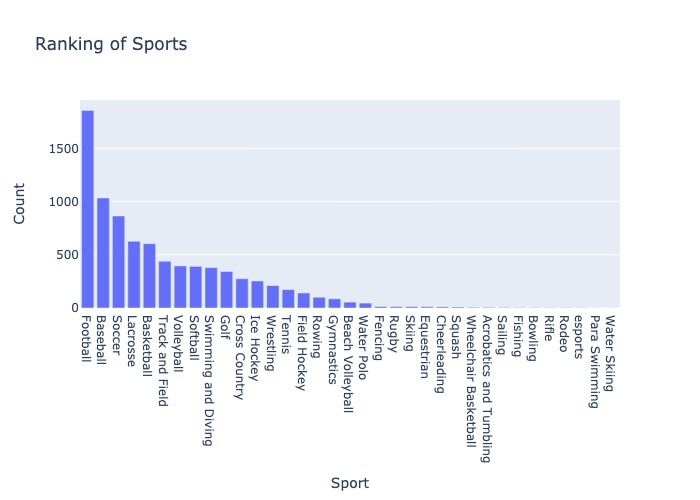 Ranking of Sports
Count
1500
1000
500
0
Football
Baseball
Soccer
Lacrosse
Basketball
Track and Field
Volleyball
Softball
Swimming and Diving
Golf
Cross Country
Ice Hockey
Wrestling
Tennis
Field Hockey
Rowing
Gymnastics
Beach Volleyball
Water Polo
Fencing
Rugby
Skiing
Equestrian
Cheerleading
Squash
Wheelchair Basketball
Acrobatics and Tumbling
Sailing
Fishing
Bowling
Rifle
Rodeo
esports
Para Swimming
Water Skiing
Sport